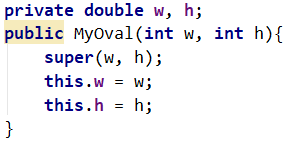 private double w, h;
public MyOval(int w, int h){
    super(w, h);
    this.w = w;
    this.h = h;
}